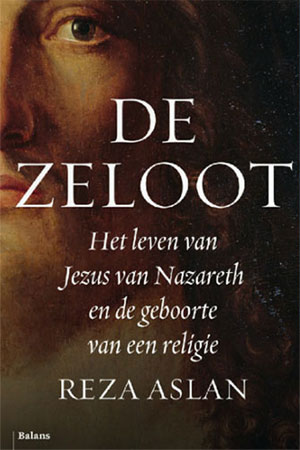 DE
ZELOOT
Het leven van
Jezus van Nazareth
en de geboorte
van een religie
REZA ASLAN
Balans